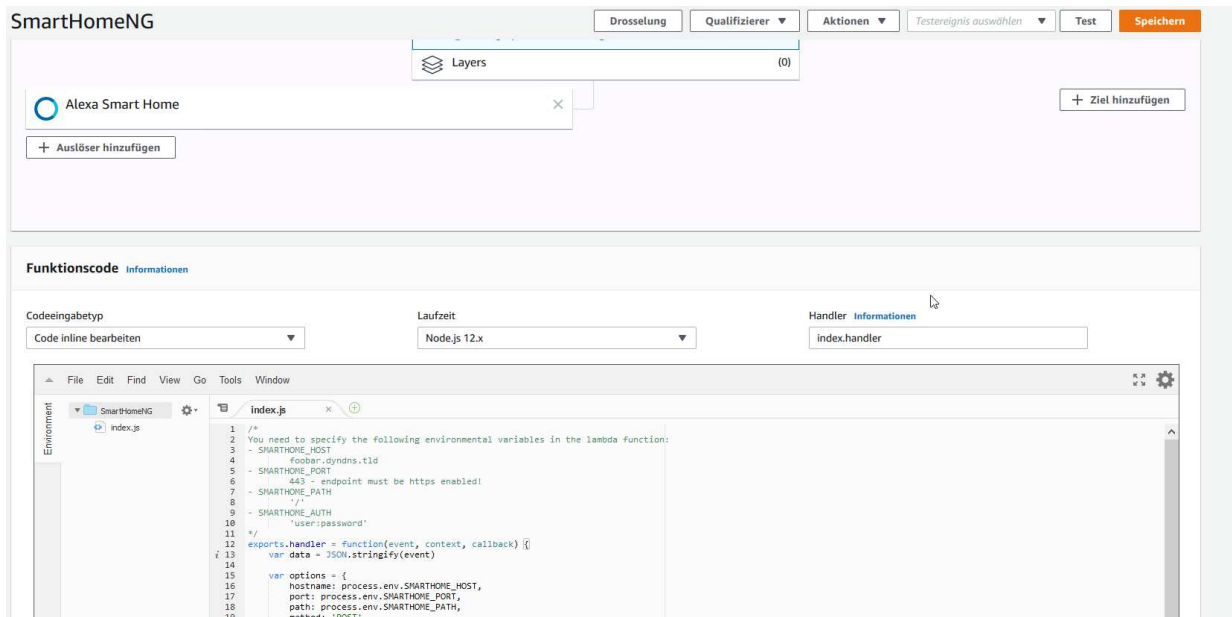 SmartHomeNG
Drosselung
Qualifizierer
Aktionen
Testereignis auswählen
Test
Speichern
Layers
(0)
Alexa Smart Home
+ Ziel hinzufügen
+ Auslöser hinzufügen
Funktionscode Informationen
Codeeingabetyp
Laufzeit
Handler Informationen
Code inline bearbeiten
Node.js 12.x
index.handler
File Edit Find View Go Tools Window
Environment
SmartHomeNG
index.js
index.js
1 /*
2 You need to specify the following environmental variables in the lambda function:
3 - SMARTHOME_HOST
4 foobar.dyndns.tld
5 - SMARTHOME_PORT
6 443 - endpoint must be https enabled!
7 - SMARTHOME_PATH
8 '/'
9 - SMARTHOME_AUTH
10 'user:password'
11 */
12 exports.handler = function(event, context, callback) {
i 13 var data = JSON.stringify(event)
14
15 var options = {
16 hostname: process.env.SMARTHOME_HOST,
17 port: process.env.SMARTHOME_PORT,
18 path: process.env.SMARTHOME_PATH,
19 method: 'POST'